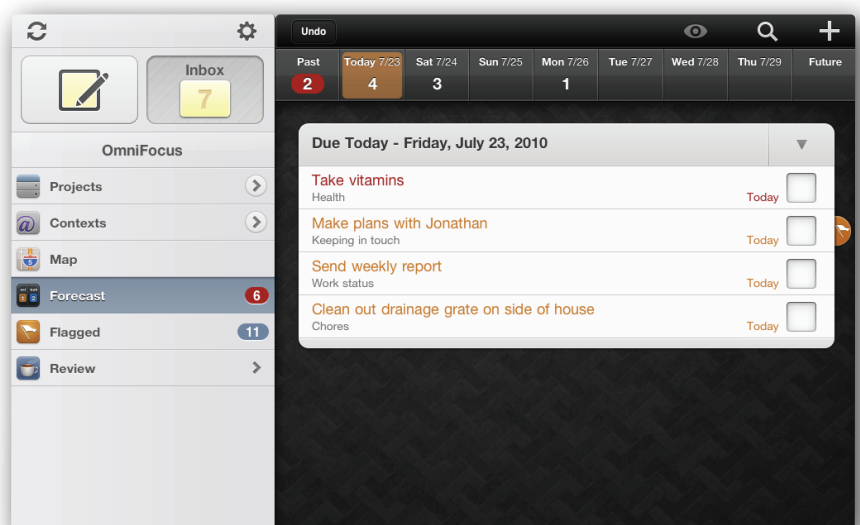 Undo
Inbox
7
OmniFocus
Projects
Contexts
Map
Forecast 6
Flagged 11
Review
Past Today 7/23 Sat 7/24 Sun 7/25 Mon 7/26 Tue 7/27 Wed 7/28 Thu 7/29 Future
2 4 3 1
Due Today - Friday, July 23, 2010
Take vitamins
Health Today
Make plans with Jonathan
Keeping in touch Today
Send weekly report
Work status Today
Clean out drainage grate on side of house
Chores Today